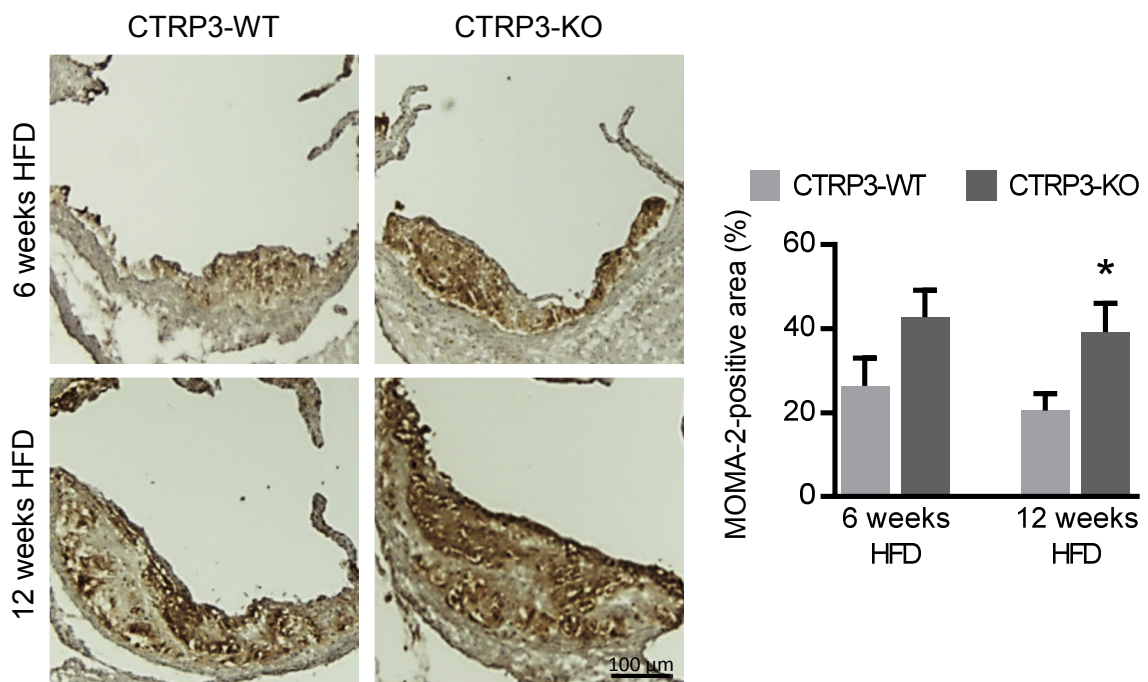 CTRP3-WT
CTRP3-KO
6 weeks HFD
12 weeks HFD
100 µm
CTRP3-WT
CTRP3-KO
MOMA-2-positive area (%)
60
40
20
0
*
6 weeks
HFD
12 weeks
HFD